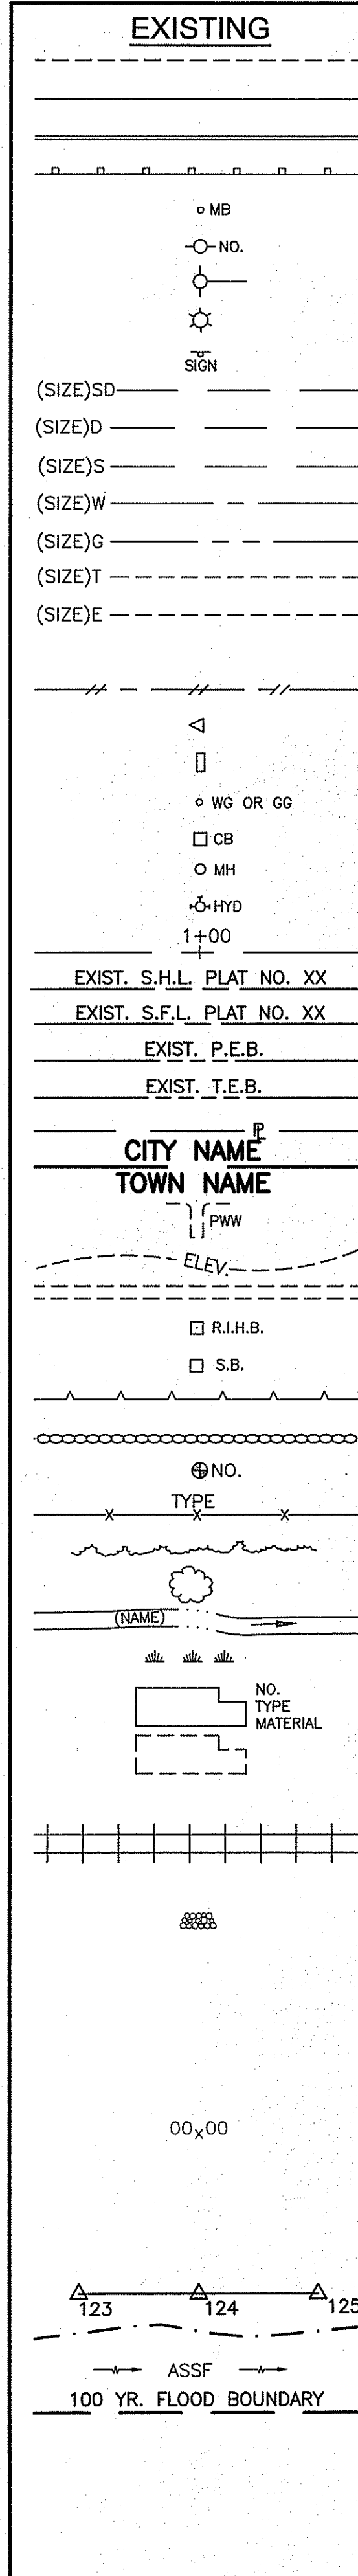 EXISTING
MB
NO.
SIGN
(SIZE)SD
(SIZE)D
(SIZE)S
(SIZE)W
(SIZE)G
(SIZE)T
(SIZE)E
WG OR GG
CB
MH
HYD
1+00
EXIST. S.H.L. PLAT NO. XX
EXIST. S.F.L. PLAT NO. XX
EXIST. P.E.B.
EXIST. T.E.B.
PL
CITY NAME
TOWN NAME
PWW
ELEV.
R.I.H.B.
S.B.
NO.
TYPE
X X X
(NAME)
NO.
TYPE
MATERIAL
00x00
123 124 125
ASSF
100 YR. FLOOD BOUNDARY